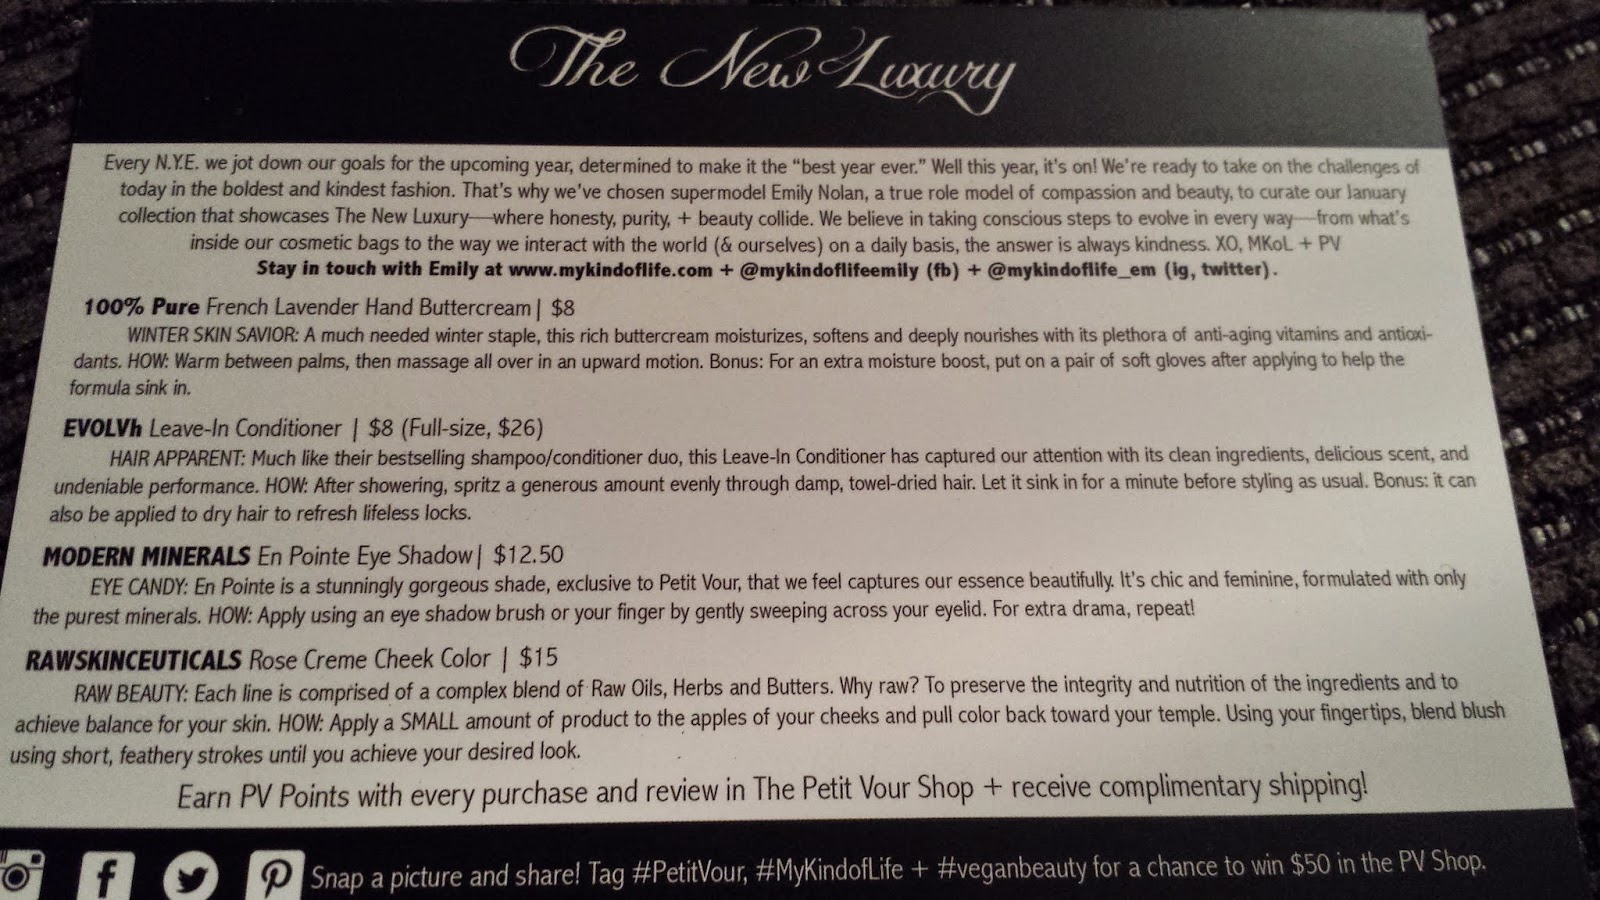 The New Luxury
Every N.Y.E. we jot down our goals for the upcoming year, determined to make it the “best year ever.” Well this year, it's on! We're ready to take on the challenges of
today in the boldest and kindest fashion. That's why we've chosen supermodel Emily Nolan, a true role model of compassion and beauty, to curate our January
collection that showcases The New Luxury—where honesty, purity, + beauty collide. We believe in taking conscious steps to evolve in every way—from what's
inside our cosmetic bags to the way we interact with the world (& ourselves) on a daily basis, the answer is always kindness. XO, MKoL + PV
Stay in touch with Emily at www.mykindoflife.com + @mykindoflifeemily (fb) + @mykindoflife_em (ig, twitter).
100% Pure French Lavender Hand Buttercream| $8
WINTER SKIN SAVIOR: A much needed winter staple, this rich buttercream moisturizes, softens and deeply nourishes with its plethora of anti-aging vitamins and antioxi-
dants. HOW: Warm between palms, then massage all over in an upward motion. Bonus: For an extra moisture boost, put on a pair of soft gloves after applying to help the
formula sink in.
EVOLVh Leave-In Conditioner | $8 (Full-size, $26)
HAIR APPARENT: Much like their bestselling shampoo/conditioner duo, this Leave-In Conditioner has captured our attention with its clean ingredients, delicious scent, and
undeniable performance. HOW: After showering, spritz a generous amount evenly through damp, towel-dried hair. Let it sink in for a minute before styling as usual. Bonus: it can
also be applied to dry hair to refresh lifeless locks.
MODERN MINERALS En Pointe Eye Shadow| $12.50
EYE CANDY: En Pointe is a stunningly gorgeous shade, exclusive to Petit Vour, that we feel captures our essence beautifully. It's chic and feminine, formulated with only
the purest minerals. HOW: Apply using an eye shadow brush or your finger by gently sweeping across your eyelid. For extra drama, repeat!
RAWSKINCEUTICALS Rose Creme Cheek Color | $15
RAW BEAUTY: Each line is comprised of a complex blend of Raw Oils, Herbs and Butters. Why raw? To preserve the integrity and nutrition of the ingredients and to
achieve balance for your skin. HOW: Apply a SMALL amount of product to the apples of your cheeks and pull color back toward your temple. Using your fingertips, blend blush
using short, feathery strokes until you achieve your desired look.
Earn PV Points with every purchase and review in The Petit Vour Shop + receive complimentary shipping!
Snap a picture and share! Tag #PetitVour, #MyKindofLife + #veganbeauty for a chance to win $50 in the PV Shop.